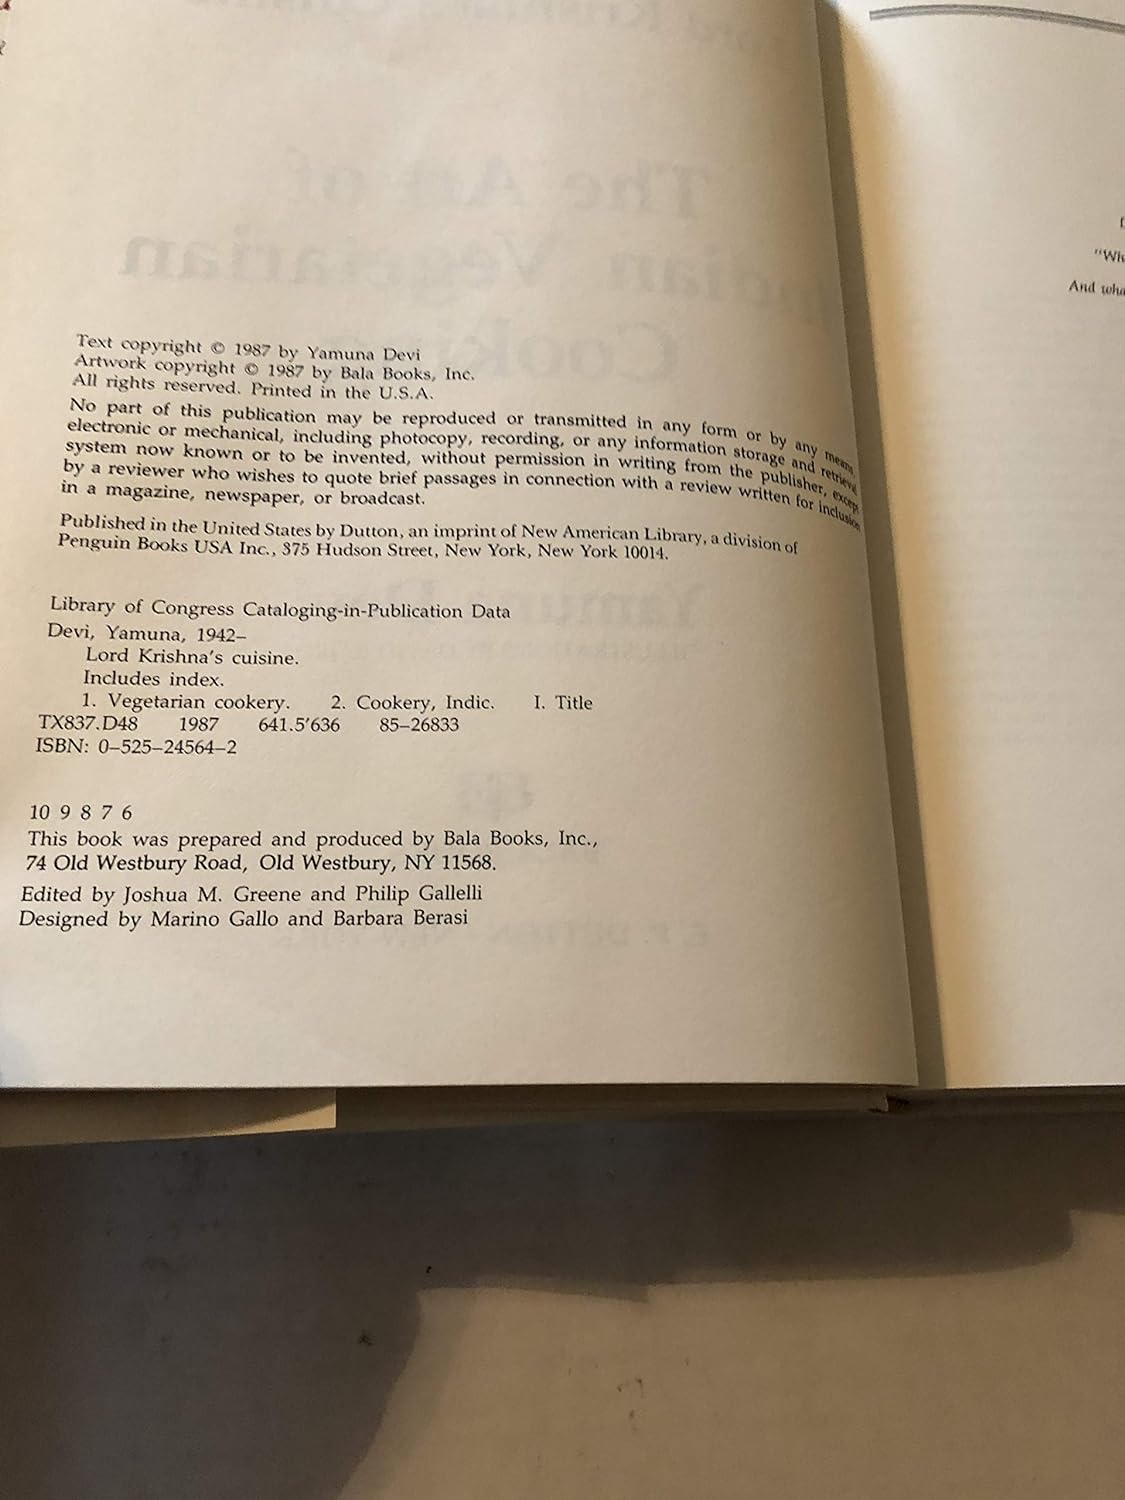 Text copyright © 1987 by Yamuna Devi
Artwork copyright © 1987 by Bala Books, Inc.
All rights reserved. Printed in the U.S.A.
No part of this publication may be reproduced or transmitted in any form or by any means,
electronic or mechanical, including photocopy, recording, or any information storage and retrieval
system now known or to be invented, without permission in writing from the publisher, except
by a reviewer who wishes to quote brief passages in connection with a review written for inclusion
in a magazine, newspaper, or broadcast.
Published in the United States by Dutton, an imprint of New American Library, a division of
Penguin Books USA Inc., 375 Hudson Street, New York, New York 10014.
Library of Congress Cataloging-in-Publication Data
Devi, Yamuna, 1942–
Lord Krishna's cuisine.
Includes index.
1. Vegetarian cookery. 2. Cookery, Indic. I. Title
TX837.D48 1987 641.5'636 85–26833
ISBN: 0–525–24564–2
10 9 8 7 6
This book was prepared and produced by Bala Books, Inc.,
74 Old Westbury Road, Old Westbury, NY 11568.
Edited by Joshua M. Greene and Philip Gallelli
Designed by Marino Gallo and Barbara Berasi
And